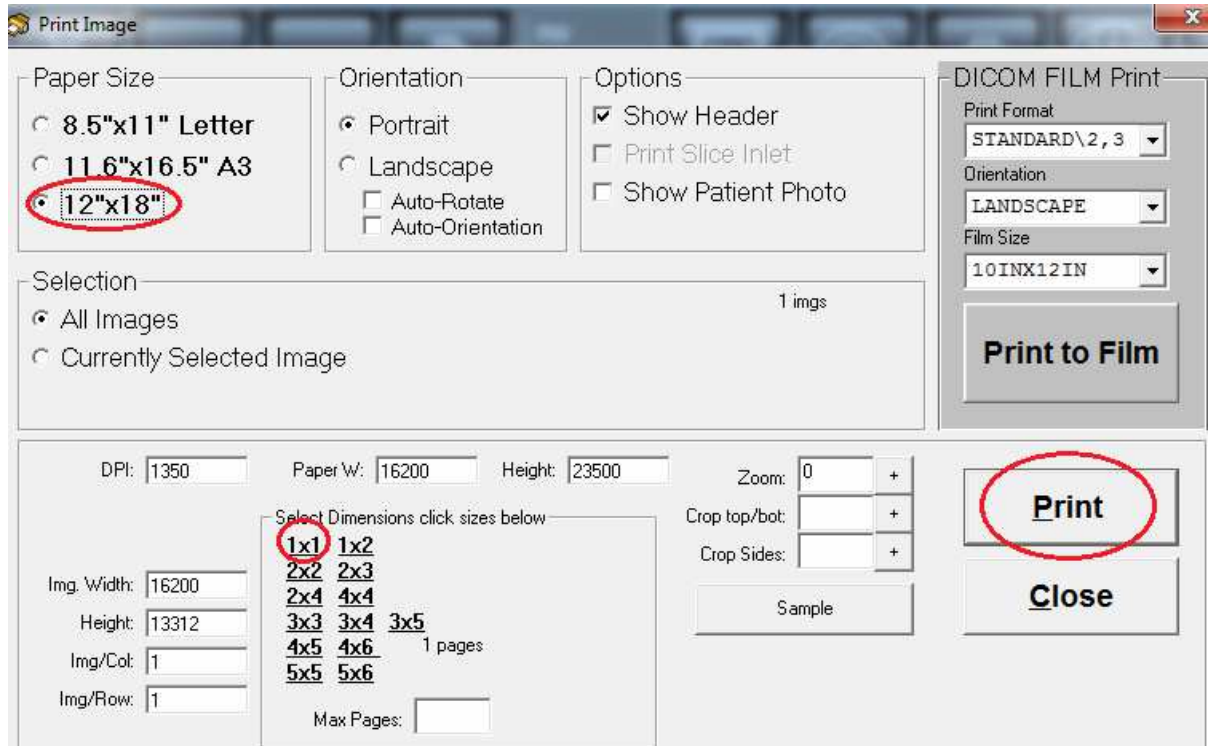 Print Image
x
Paper Size
8.5"x11" Letter
11.6"x16.5" A3
12"x18"
Orientation
Portrait
Landscape
Auto-Rotate
Auto-Orientation
Options
Show Header
Print Slice Inlet
Show Patient Photo
DICOM FILM Print
Print Format
STANDARD\2,3
Orientation
LANDSCAPE
Film Size
10INX12IN
Print to Film
Selection
All Images
Currently Selected Image
1 imgs
DPI: 1350
Paper W: 16200 Height: 23500
Select Dimensions click sizes below
1x1 1x2
2x2 2x3
2x4 4x4
3x3 3x4 3x5
4x5 4x6 1 pages
5x5 5x6
Max Pages:
Img. Width: 16200
Height: 13312
Img/Col: 1
Img/Row: 1
Zoom: 0 +
Crop top/bot: +
Crop Sides: +
Sample
Print
Close